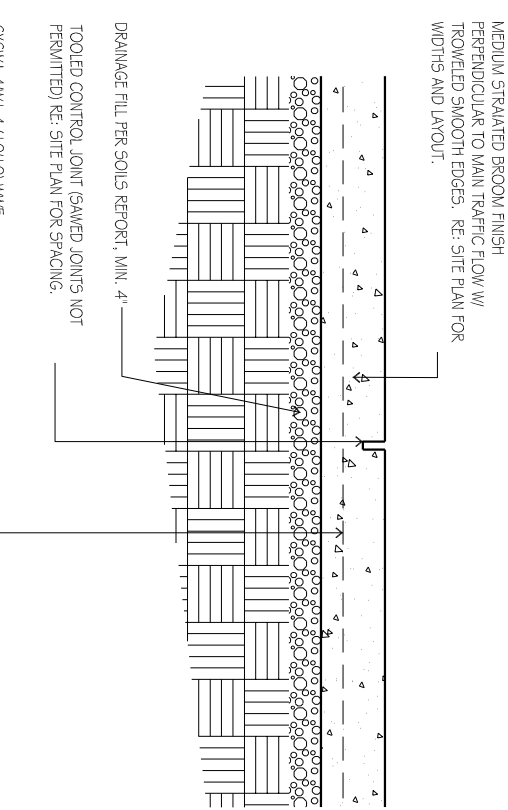 MEDIUM STRAIATED BROOM FINISH
PERPENDICULAR TO MAIN TRAFFIC FLOW W/
TROWELED SMOOTH EDGES. RE: SITE PLAN FOR
WIDTHS AND LAYOUT.
DRAINAGE FILL PER SOILS REPORT, MIN. 4"
TOOLED CONTROL JOINT (SAWED JOINTS NOT
PERMITTED) RE: SITE PLAN FOR SPACING.